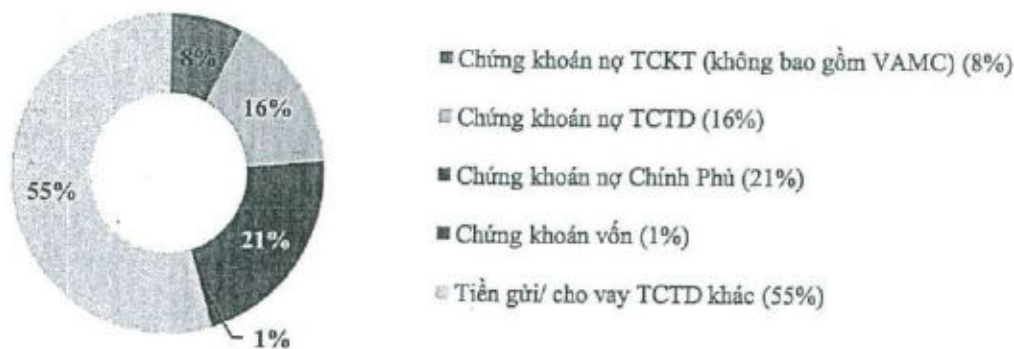 8%
16%
55%
21%
1%
Chứng khoán nợ TCKT (không bao gồm VAMC) (8%)
Chứng khoán nợ TCTD (16%)
Chứng khoán nợ Chính Phủ (21%)
Chứng khoán vốn (1%)
Tiền gửi/ cho vay TCTD khác (55%)